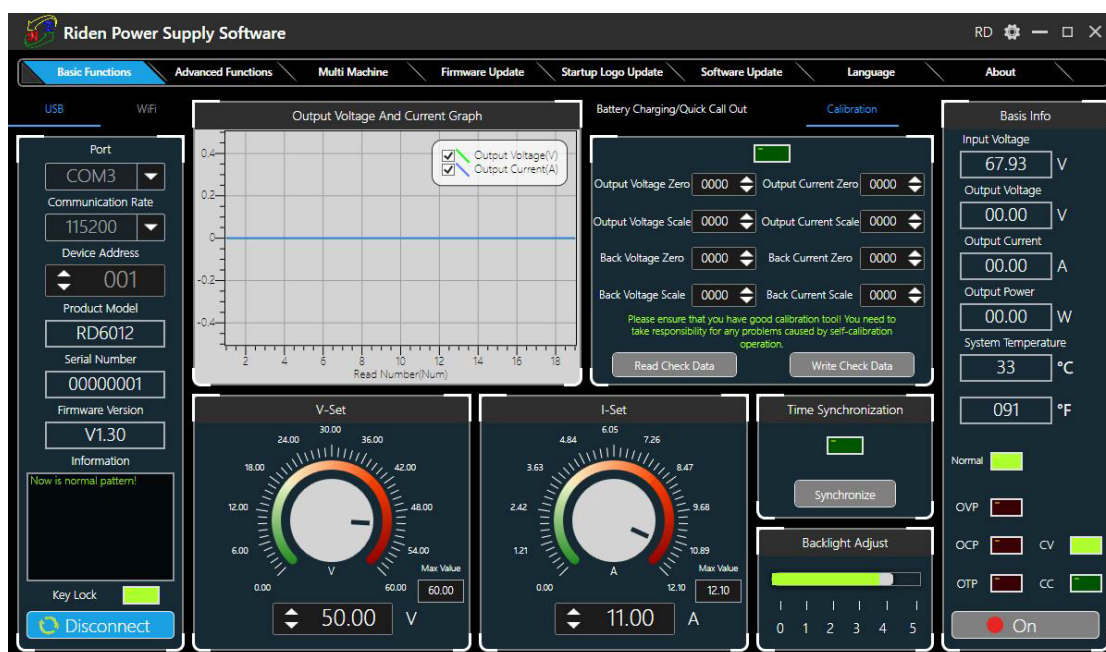 Riden Power Supply Software
RD
Basic Functions
Advanced Functions
Multi Machine
Firmware Update
Startup Logo Update
Software Update
Language
About
USB
WiFi
Port
COM3
Communication Rate
115200
Device Address
001
Product Model
RD6012
Serial Number
00000001
Firmware Version
V1.30
Information
Now is normal pattern!
Key Lock
Disconnect
Output Voltage And Current Graph
Output Voltage(V)
Output Current(A)
0.4
0.2
0
-0.2
-0.4
2 4 6 8 10 12 14 16 18
Read Number(Num)
Battery Charging/Quick Call Out
Calibration
Output Voltage Zero 0000 Output Current Zero 0000
Output Voltage Scale 0000 Output Current Scale 0000
Back Voltage Zero 0000 Back Current Zero 0000
Back Voltage Scale 0000 Back Current Scale 0000
Please ensure that you have good calibration tool! You need to
take responsibility for any problems caused by self-calibration
operation.
Read Check Data
Write Check Data
V-Set
30.00
24.00 36.00
18.00 42.00
12.00 48.00
6.00 54.00
V
0.00 60.00
Max Value
60.00
50.00 V
I-Set
6.05
4.84 7.26
3.63 8.47
2.42 9.68
1.21 10.89
A
0.00 12.10
Max Value
12.10
11.00 A
Time Synchronization
Synchronize
Backlight Adjust
0 1 2 3 4 5
Basis Info
Input Voltage
67.93 V
Output Voltage
00.00 V
Output Current
00.00 A
Output Power
00.00 W
System Temperature
33 °C
091 °F
Normal
OVP
OCP CV
OTP CC
On